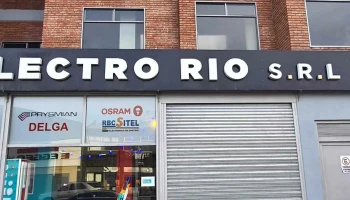 LECTRO RIO S.R.L
PRYSMIAN
OSRAM
DELGA
RBC SITEL